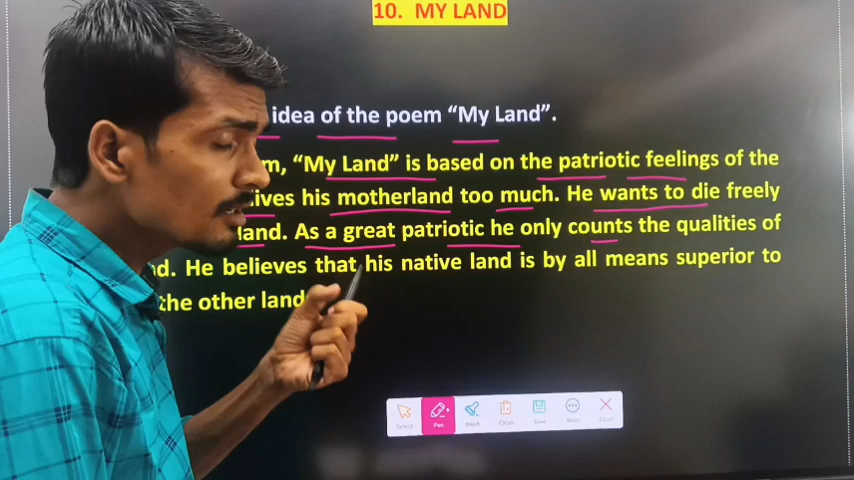 10. MY LAND
idea of the poem “My Land”.
“My Land” is based on the patriotic feelings of the
his motherland too much. He wants to die freely
land. As a great patriotic he only counts the qualities of
He believes that his native land is by all means superior to
the other land
Select Pen Brush Clean Save More Close